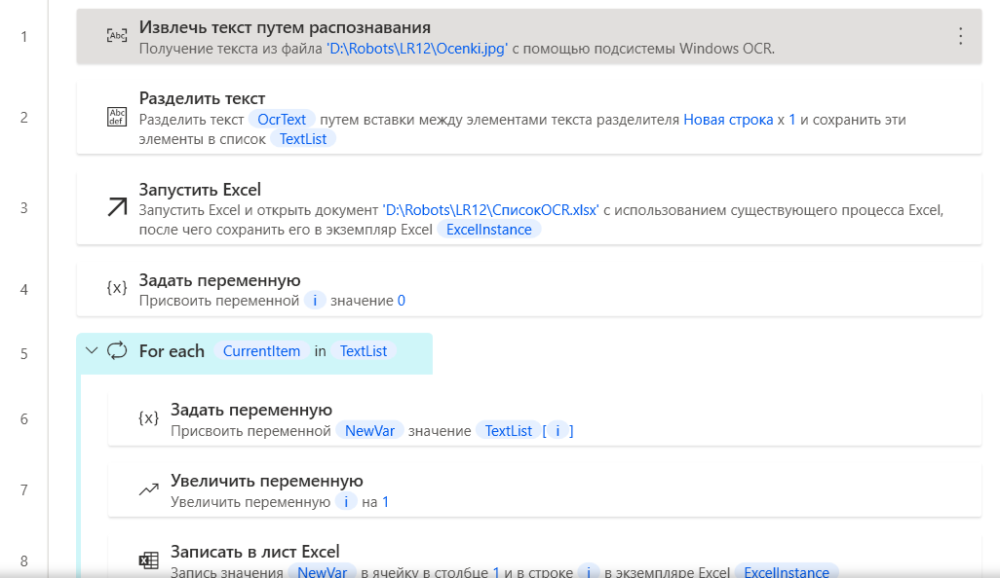 1
Извлечь текст путем распознавания
Получение текста из файла 'D:\Robots\LR12\Ocenki.jpg' с помощью подсистемы Windows OCR.
2
Разделить текст
Разделить текст OcrText путем вставки между элементами текста разделителя Новая строка x 1 и сохранить эти
элементы в список TextList
3
Запустить Excel
Запустить Excel и открыть документ 'D:\Robots\LR12\СписокOCR.xlsx' с использованием существующего процесса Excel,
после чего сохранить его в экземпляр Excel ExcelInstance
4
Задать переменную
Присвоить переменной i значение 0
5
For each CurrentItem in TextList
6
Задать переменную
Присвоить переменной NewVar значение TextList [ i ]
7
Увеличить переменную
Увеличить переменную i на 1
8
Записать в лист Excel
Запись значения NewVar в ячейку в столбце 1 и в строке i в экземпляре Excel ExcelInstance